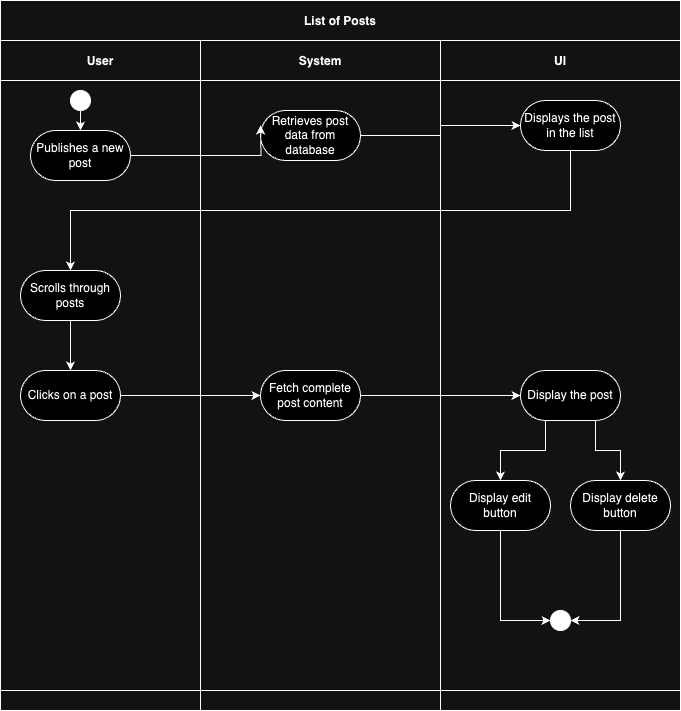 List of Posts
User
System
UI
Publishes a new
post
Retrieves post
data from
database
Displays the post
in the list
Scrolls through
posts
Clicks on a post
Fetch complete
post content
Display the post
Display edit
button
Display delete
button